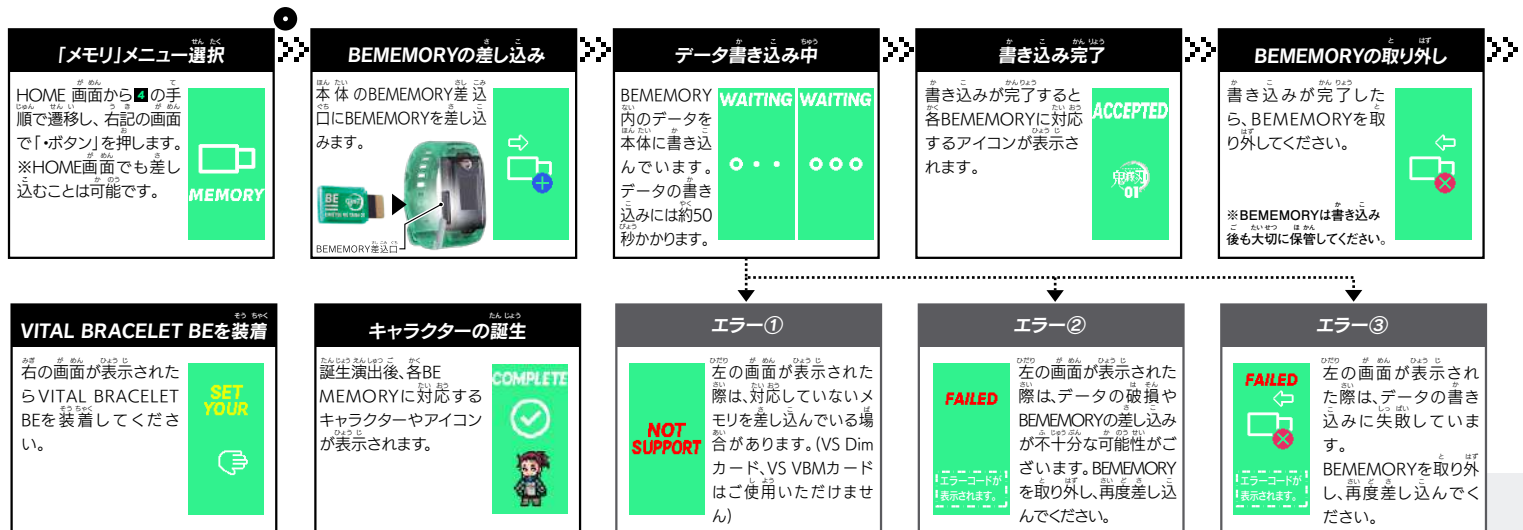 「メモリ」メニュー選択
HOME 画面から4の手
順で遷移し、右記の画面
で「・ボタン」を押します。
※HOME画面でも差し
込むことは可能です。
MEMORY
BEMEMORYの差し込み
本体のBEMEMORY差込
口にBEMEMORYを差し込
みます。
BE
BEMEMORY差込口
データ書き込み中
BEMEMORY
内のデータを
本体に書き込
んでいます。
データの書き
込みには約50
秒かかります。
WAITING WAITING
書き込み完了
書き込みが完了すると
各BEMEMORYに対応
するアイコンが表示さ
れます。
ACCEPTED
01
BEMEMORYの取り外し
書き込みが完了した
ら、BEMEMORYを取
り外してください。
※BEMEMORYは書き込み
後も大切に保管してください。
VITAL BRACELET BEを装着
右の画面が表示された
らVITAL BRACELET
BEを装着してくださ
い。
SET
YOUR
キャラクターの誕生
誕生演出後、各BE
MEMORYに対応する
キャラクターやアイコン
が表示されます。
COMPLETE
エラー①
NOT
SUPPORT
左の画面が表示された
際は、対応していないメ
モリを差し込んでいる場
合があります。(VS Dim
カード、VS VBMカード
はご使用いただけませ
ん)
エラー②
FAILED
エラーコードが
表示されます。
左の画面が表示された
際は、データの破損や
BEMEMORYの差し込み
が不十分な可能性がご
ざいます。BEMEMORY
を取り外し、再度差し込
んでください。
エラー③
FAILED
エラーコードが
表示されます。
左の画面が表示され
た際は、データの書き
込みに失敗していま
す。
BEMEMORYを取り外
し、再度差し込んでく
ださい。